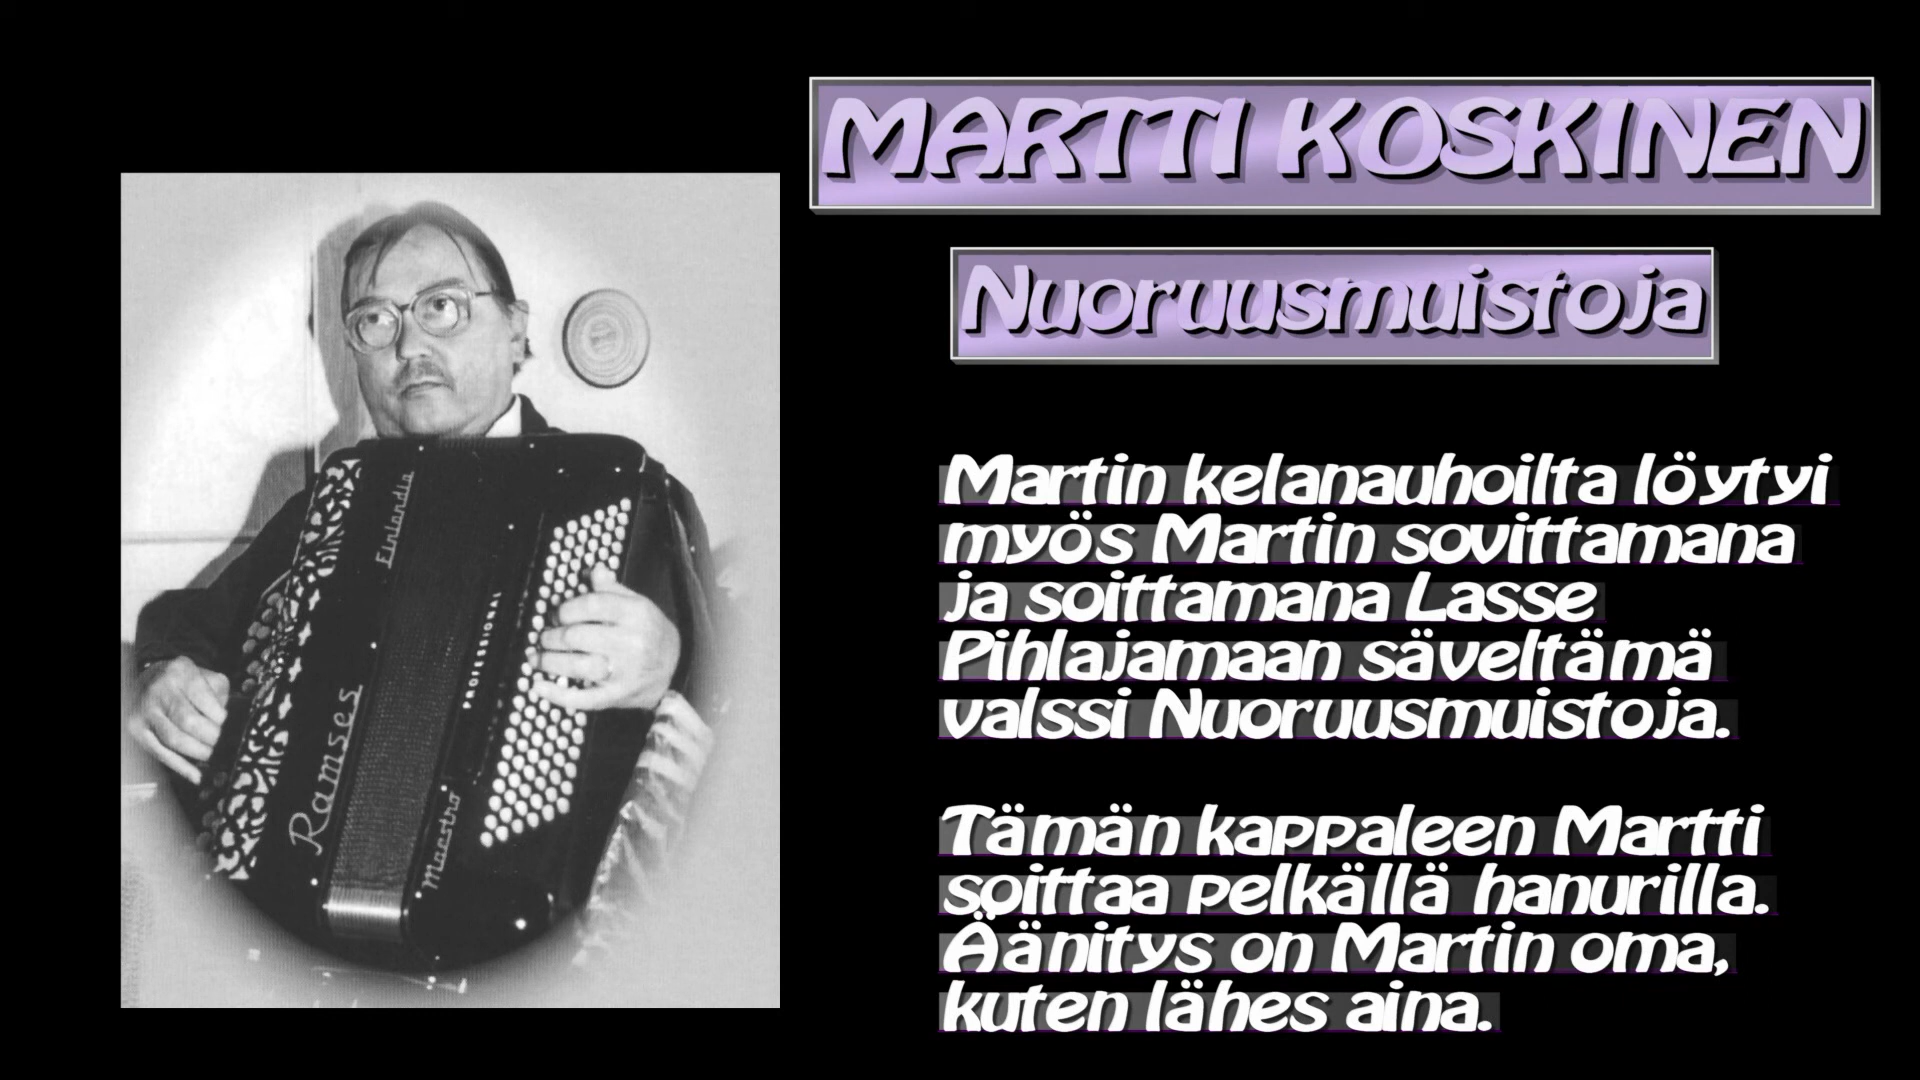 MARTTI KOSKINEN
Nuoruusmuistoja
Martin kelanauhoilta löytyi
myös Martin sovittamana
ja soittamana Lasse
Pihlajamaan säveltämä
valssi Nuoruusmuistoja.
Tämän kappaleen Martti
soittaa pelkällä hanurilla.
Äänitys on Martin oma,
kuten lähes aina.
Finlandia
PROFESSIONAL
Ramses
Maestro